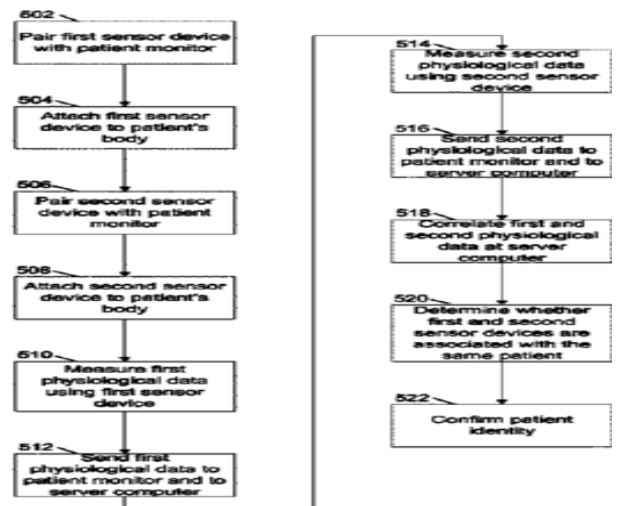 502
Pair first sensor device
with patient monitor
504
Attach first sensor
device to patient's
body
506
Pair second sensor
device with patient
monitor
508
Attach second sensor
device to patient's
body
510
Measure first
physiological data
using first sensor
device
512
Send first
physiological data to
patient monitor and to
server computer
514
Measure second
physiological data
using second sensor
device
516
Send second
physiological data to
patient monitor and to
server computer
518
Correlate first and
second physiological
data at server
computer
520
Determine whether
first and second
sensor devices are
associated with the
same patient
522
Confirm patient
identity